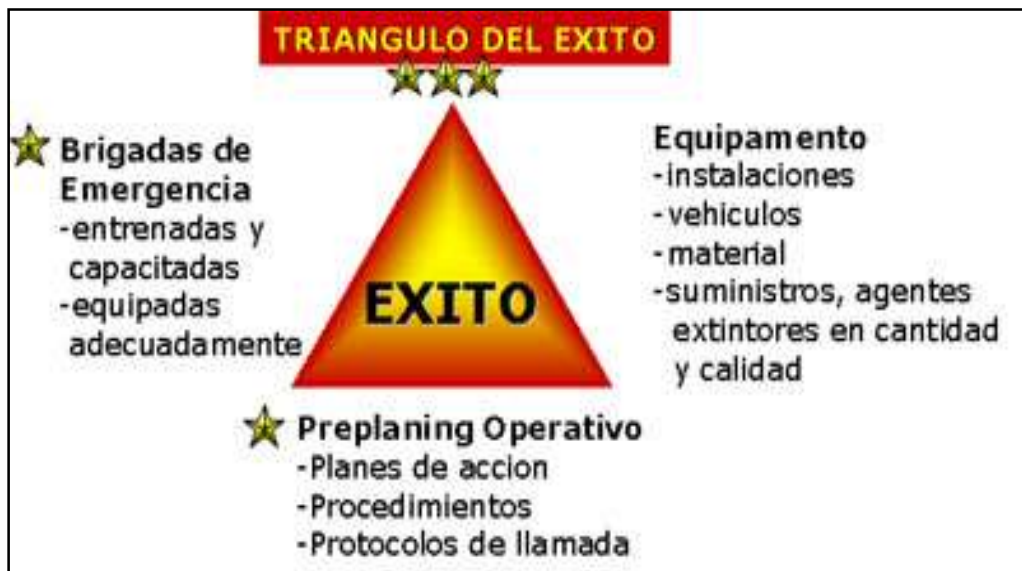 TRIANGULO DEL EXITO
Brigadas de
Emergencia
-entrenadas y
capacitadas
-equipadas
adecuadamente
EXITO
Equipamento
-instalaciones
-vehiculos
-material
-suministros, agentes
extintores en cantidad
y calidad
Preplaning Operativo
-Planes de accion
-Procedimientos
-Protocolos de llamada